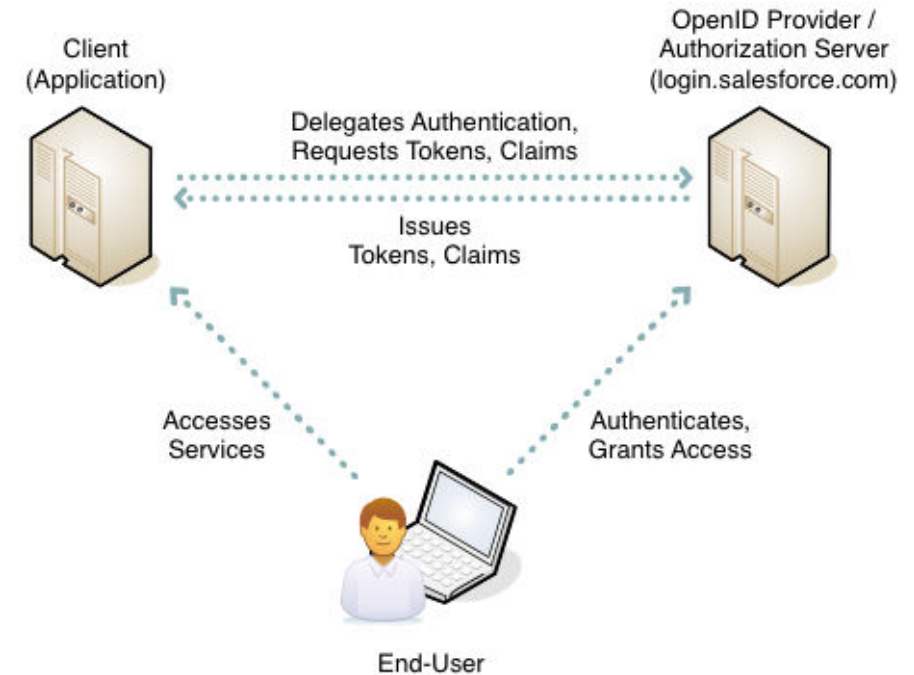 Client
(Application)
OpenID Provider /
Authorization Server
(login.salesforce.com)
Delegates Authentication,
Requests Tokens, Claims
Issues
Tokens, Claims
Accesses
Services
Authenticates,
Grants Access
End-User